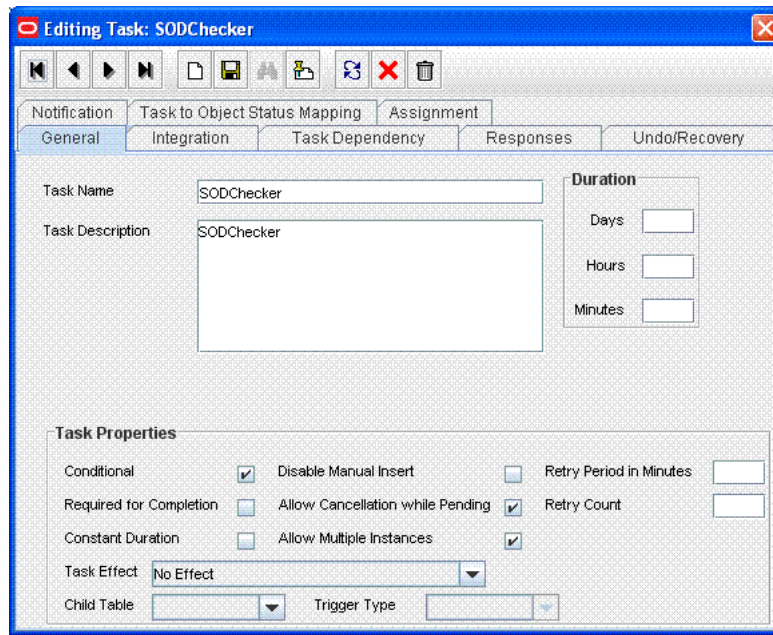 Editing Task: SODChecker
Notification Task to Object Status Mapping Assignment
General Integration Task Dependency Responses Undo/Recovery
Task Name SODChecker
Task Description SODChecker
Duration
Days
Hours
Minutes
Task Properties
Conditional Disable Manual Insert Retry Period in Minutes
Required for Completion Allow Cancellation while Pending Retry Count
Constant Duration Allow Multiple Instances
Task Effect No Effect
Child Table Trigger Type